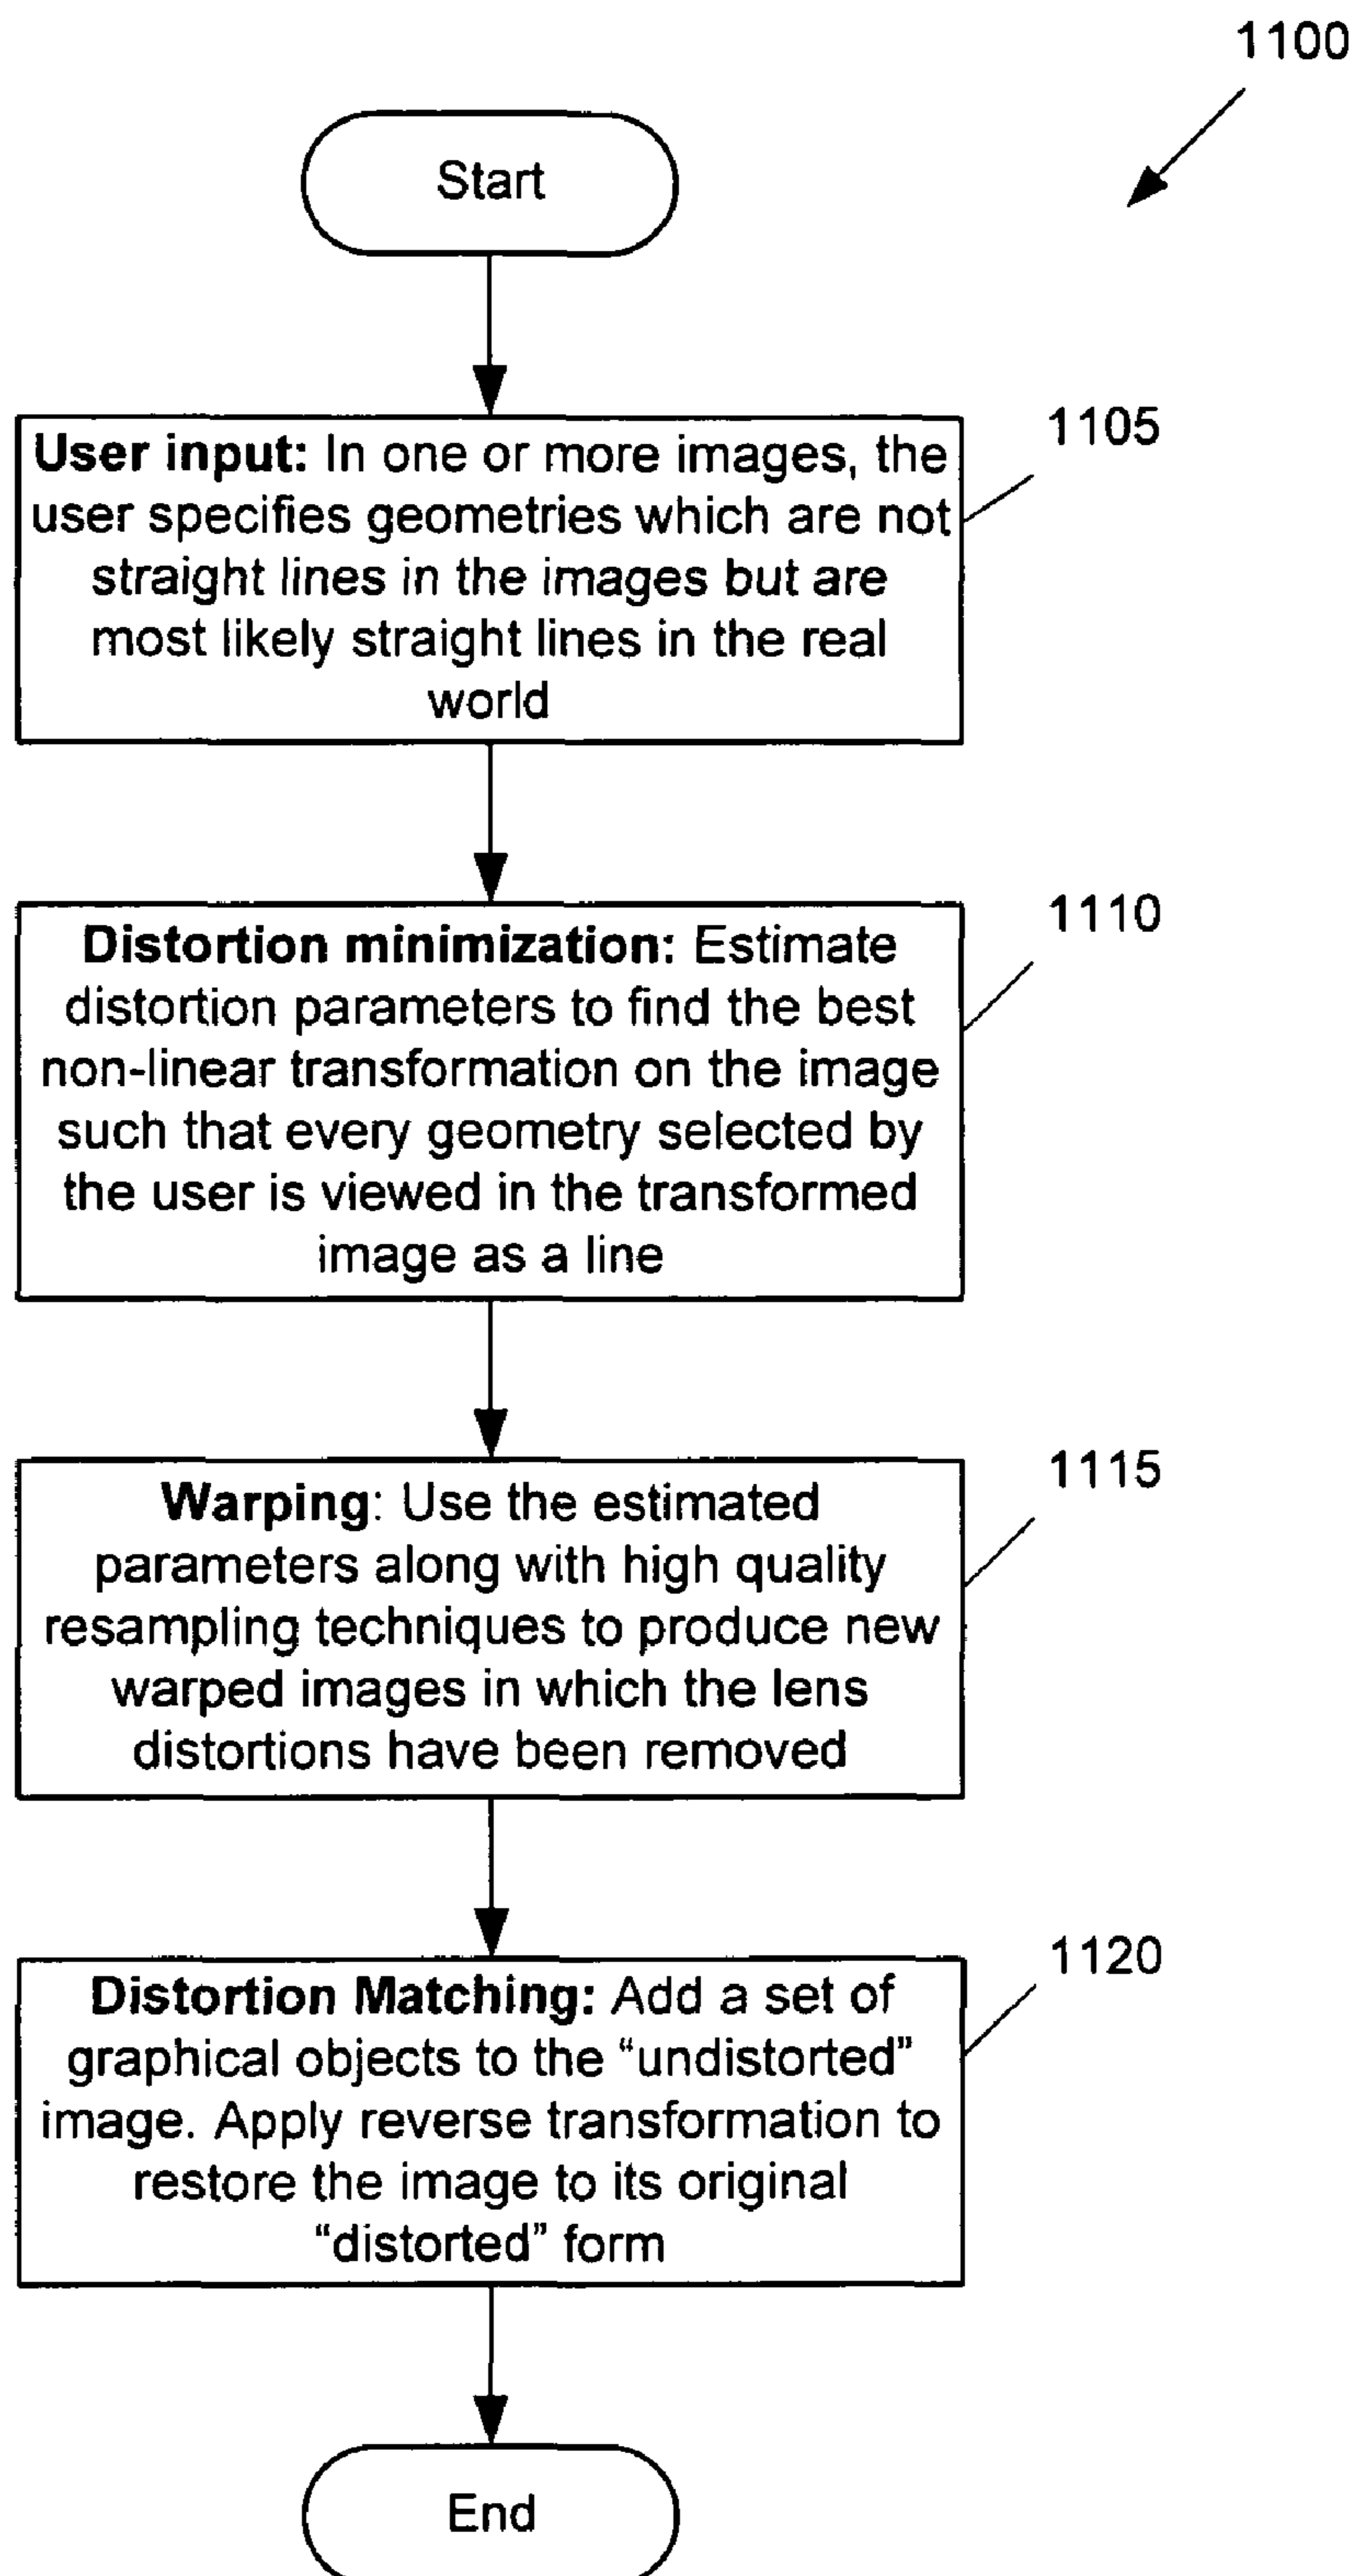 1100
Start
User input: In one or more images, the
user specifies geometries which are not
straight lines in the images but are
most likely straight lines in the real
world
1105
Distortion minimization: Estimate
distortion parameters to find the best
non-linear transformation on the image
such that every geometry selected by
the user is viewed in the transformed
image as a line
1110
Warping: Use the estimated
parameters along with high quality
resampling techniques to produce new
warped images in which the lens
distortions have been removed
1115
Distortion Matching: Add a set of
graphical objects to the “undistorted”
image. Apply reverse transformation to
restore the image to its original
“distorted” form
1120
End